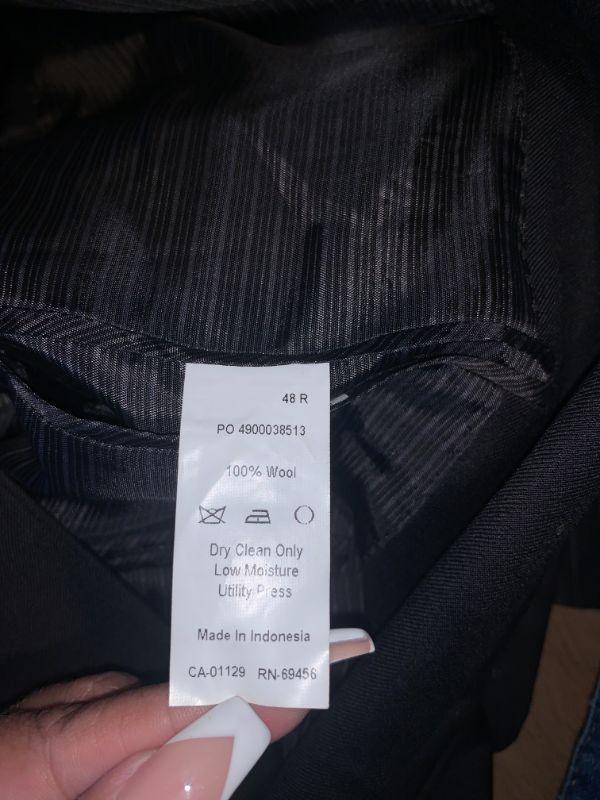 48 R
PO 4900038513
100% Wool
Dry Clean Only
Low Moisture
Utility Press
Made In Indonesia
CA-01129 RN-69456